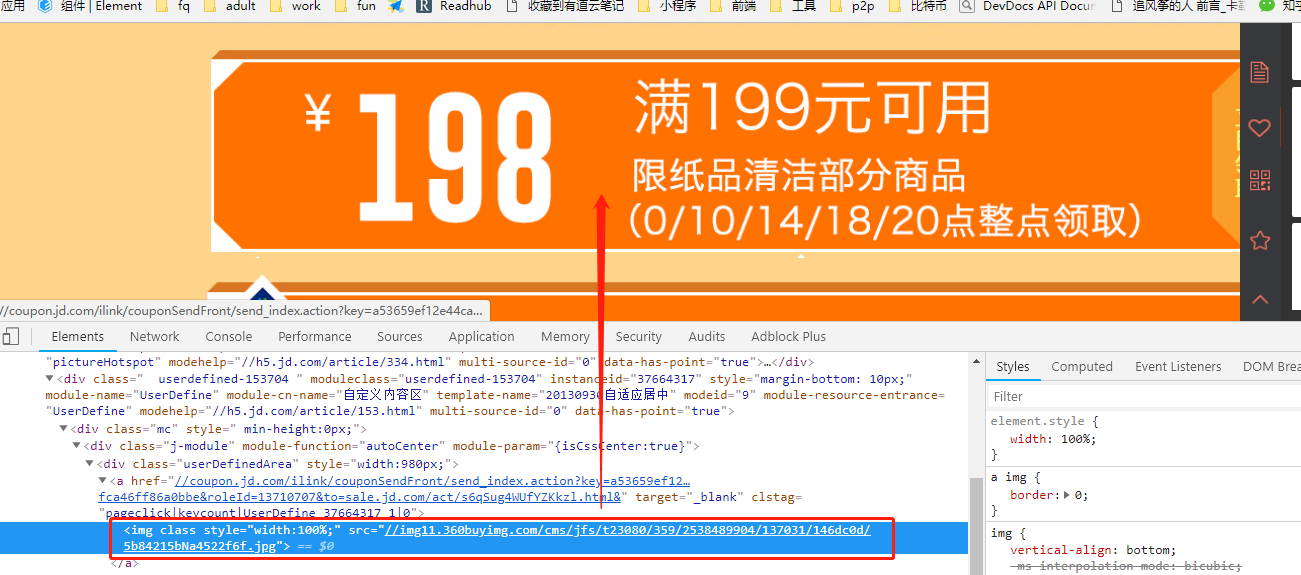 应用 组件 | Element fq adult work fun Readhub 收藏到有道云笔记 小程序 前端 工具 p2p 比特币 DevDocs API Docum 追风筝的人 前言_卡
¥ 198 满199元可用
限纸品清洁部分商品
(0/10/14/18/20点整点领取)
//coupon.jd.com/ilink/couponSendFront/send_index.action?key=a53659ef12e44ca...
Elements Network Console Performance Sources Application Memory Security Audits Adblock Plus
"pictureHotspot" modehelp="//h5.jd.com/article/334.html" multi-source-id="0" data-has-point="true">…</div>
Styles Computed Event Listeners DOM Brea
▼<div class=" userdefined-153704 " moduleclass="userdefined-153704" instanceid="37664317" style="margin-bottom: 10px;"
module-name="UserDefine" module-cn-name="自定义内容区" template-name="20130930自适应居中" modeid="9" module-resource-entrance=
Filter
"UserDefine" modehelp="//h5.jd.com/article/153.html" multi-source-id="0" data-has-point="true">
element.style {
▼<div class="mc" style=" min-height:0px;">
width: 100%;
▼<div class="j-module" module-function="autoCenter" module-param="{isCssCenter:true}">
}
▼<div class="userDefinedArea" style="width:980px;">
▼<a href="//coupon.jd.com/ilink/couponSendFront/send_index.action?key=a53659ef12e…
a img {
fca46ff86a0bbe&roleId=13710707&to=sale.jd.com/act/s6qSug4WUfYZKkzl.html&" target="_blank" clstag=
border:▶ 0;
"pageclick|keycount|UserDefine_37664317_1|0">
}
<img class style="width:100%;" src="//img11.360buyimg.com/cms/jfs/t23080/359/2538489904/137031/146dc0d/
img {
5b84215bNa4522f6f.jpg"> == $0
vertical-align: bottom;
</a>
-ms-interpolation-mode: bicubic;